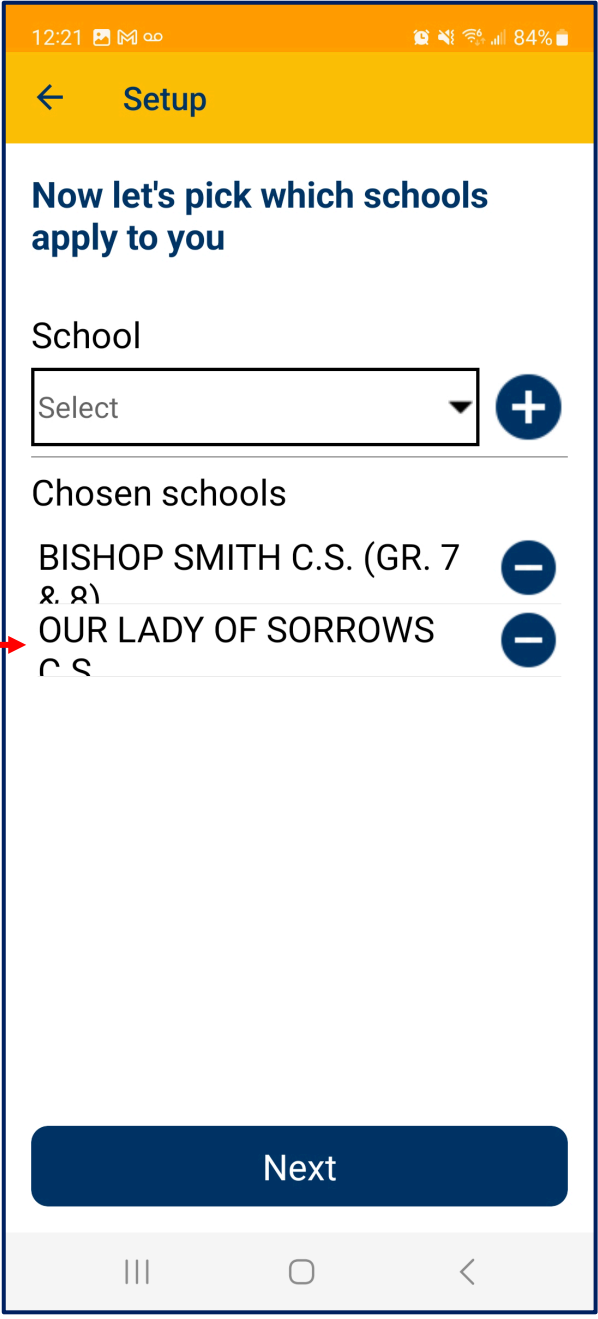 12:21 84%
Setup
Now let's pick which schools
apply to you
School
Select
Chosen schools
BISHOP SMITH C.S. (GR. 7
& 8)
OUR LADY OF SORROWS
C.S.
Next